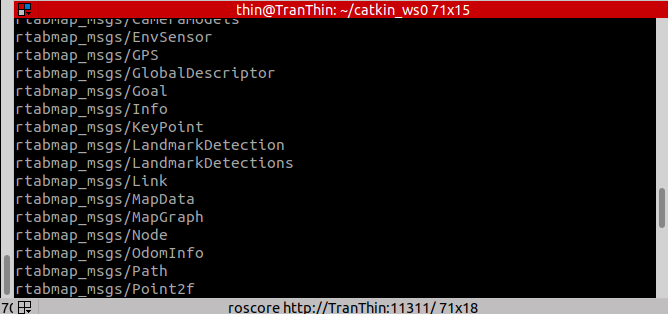 thin@TranThin: ~/catkin_ws0 71x15
rtabmap_msgs/CameraModels
rtabmap_msgs/EnvSensor
rtabmap_msgs/GPS
rtabmap_msgs/GlobalDescriptor
rtabmap_msgs/Goal
rtabmap_msgs/Info
rtabmap_msgs/KeyPoint
rtabmap_msgs/LandmarkDetection
rtabmap_msgs/LandmarkDetections
rtabmap_msgs/Link
rtabmap_msgs/MapData
rtabmap_msgs/MapGraph
rtabmap_msgs/Node
rtabmap_msgs/OdomInfo
rtabmap_msgs/Path
rtabmap_msgs/Point2f
70
roscore http://TranThin:11311/ 71x18